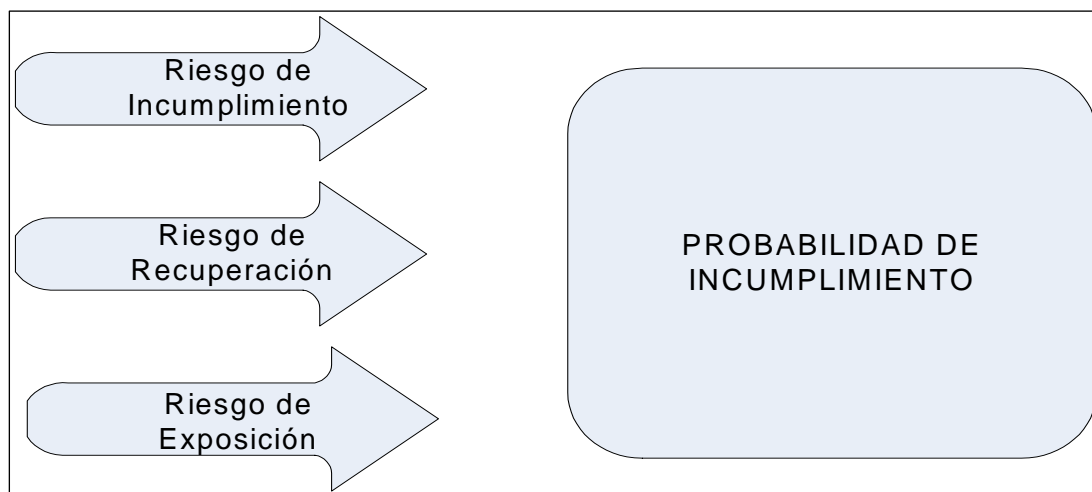 Riesgo de
Incumplimiento
Riesgo de
Recuperación
Riesgo de
Exposición
PROBABILIDAD DE
INCUMPLIMIENTO